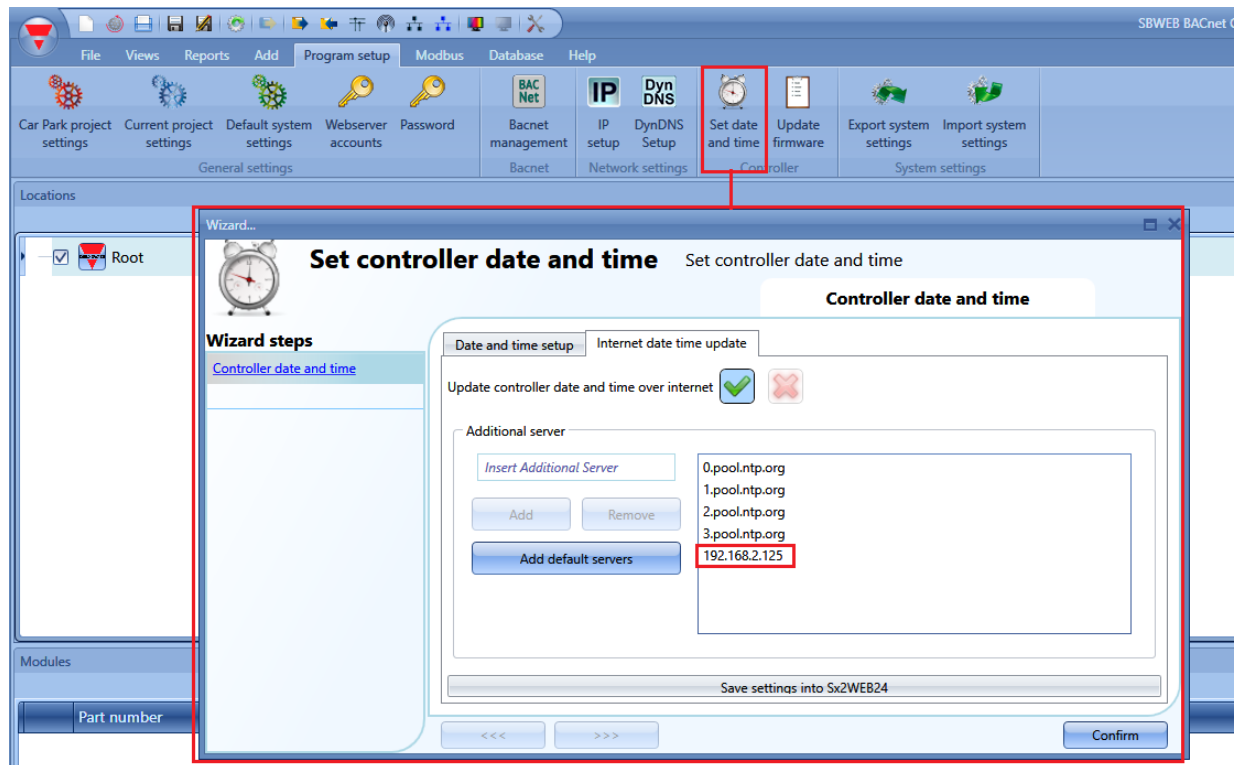 SBWEB BACnet
File Views Reports Add Program setup Modbus Database Help
BAC
Net
IP
Dyn
DNS
Car Park project
settings
Current project
settings
Default system
settings
Webserver
accounts
Password
Bacnet
management
IP
setup
DynDNS
Setup
Set date
and time
Update
firmware
Export system
settings
Import system
settings
General settings
Bacnet
Network settings
Controller
System settings
Locations
Root
Wizard...
Set controller date and time
Set controller date and time
Controller date and time
Wizard steps
Controller date and time
Date and time setup
Internet date time update
Update controller date and time over internet
Additional server
Insert Additional Server
Add
Remove
Add default servers
0.pool.ntp.org
1.pool.ntp.org
2.pool.ntp.org
3.pool.ntp.org
192.168.2.125
Save settings into Sx2WEB24
<<<
>>>
Confirm
Modules
Part number